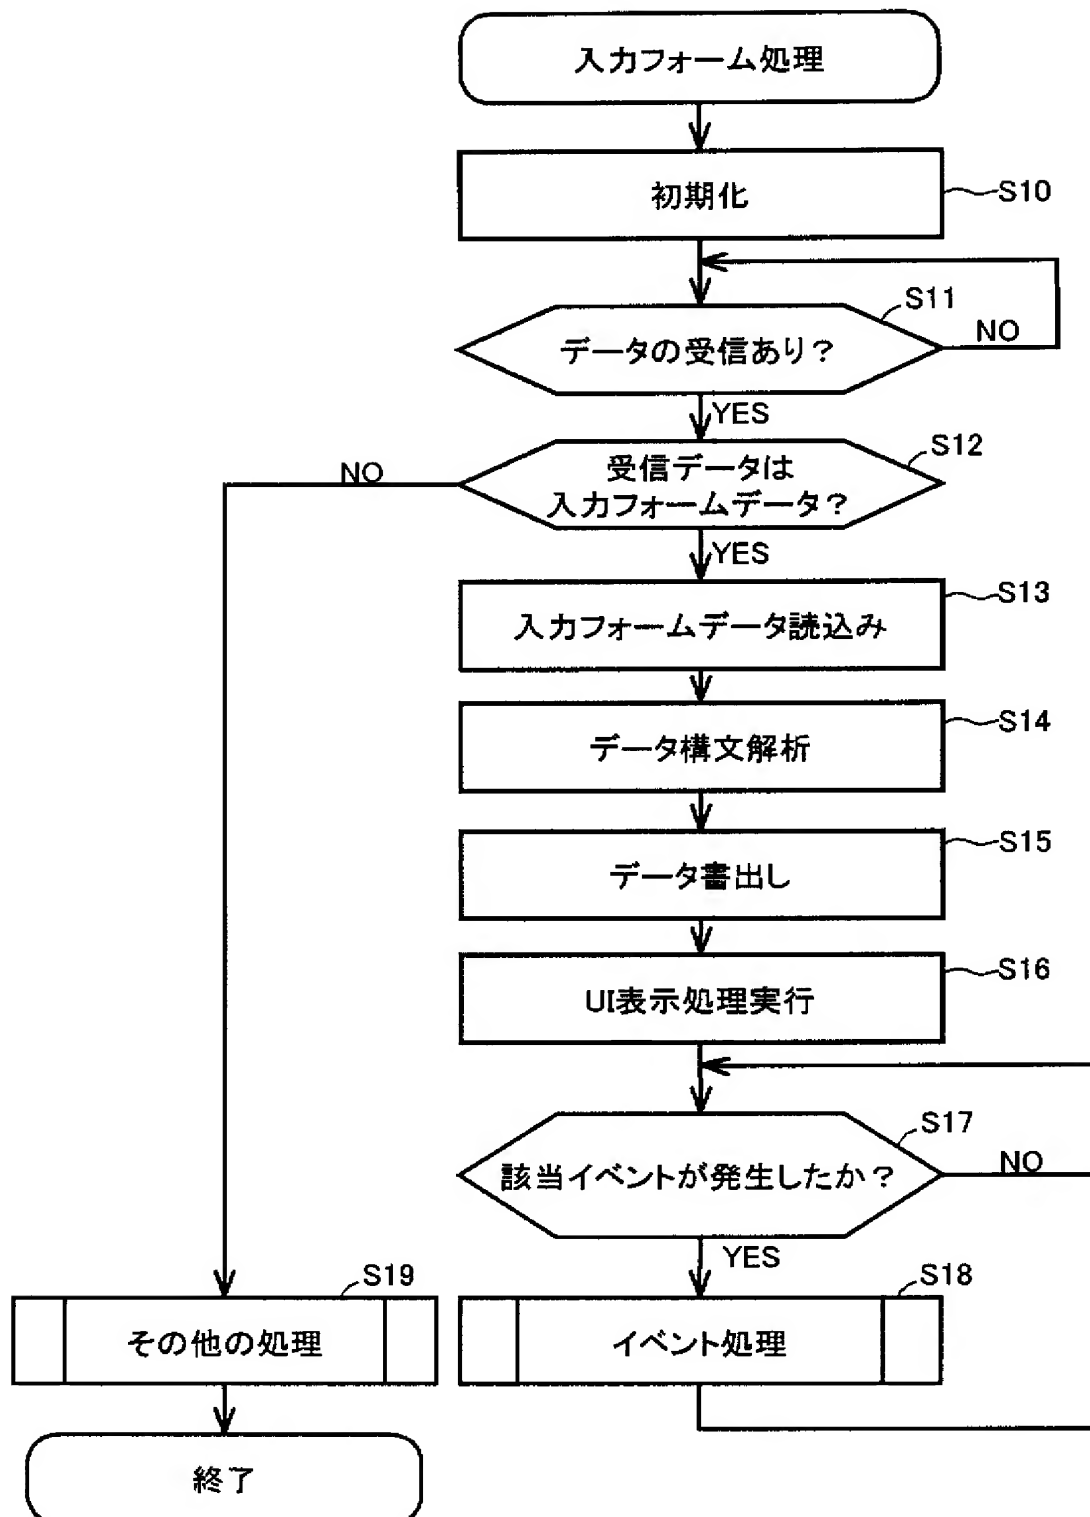 入力フォーム処理
初期化
S10
S11
データの受信あり?
NO
YES
S12
NO
受信データは
入力フォームデータ?
YES
S13
入力フォームデータ読込み
S14
データ構文解析
S15
データ書出し
S16
UI表示処理実行
S17
該当イベントが発生したか?
NO
YES
S19
S18
その他の処理
イベント処理
終了